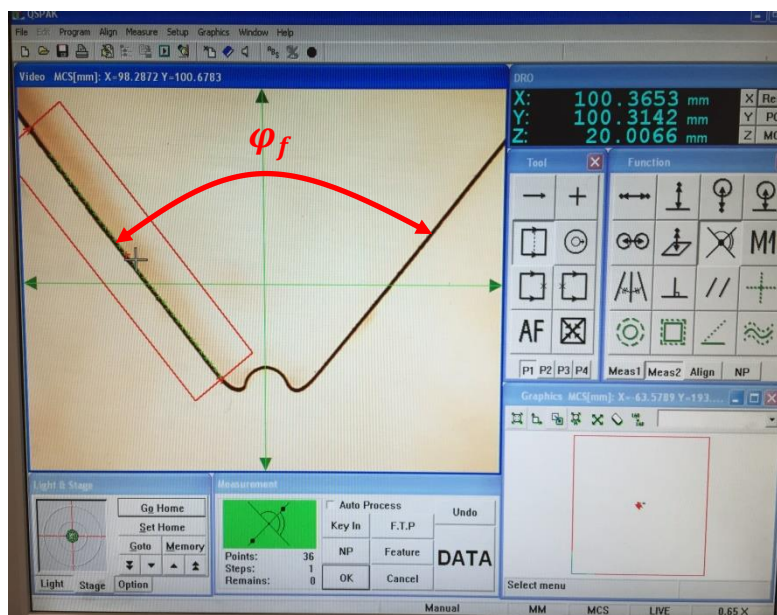 QSPAK
File Edit Program Align Measure Setup Graphics Window Help
Video MCS[mm]: X=98.2872 Y=100.6783
φf
DRO
X: 100.3653 mm X Re
Y: 100.3142 mm Y PO
Z: 20.0066 mm Z MC
Tool
Function
M1
AF
P1 P2 P3 P4
Meas1 Meas2 Align NP
Graphics MCS[mm]: X=-63.5789 Y=193....
Light & Stage
Go Home
Set Home
Goto Memory
Light Stage Option
Measurement
Points: 36
Steps: 1
Remains: 0
Auto Process
Undo
Key In F.T.P
NP Feature
DATA
OK Cancel
Select menu
Manual MM MCS LIVE 0.65 X